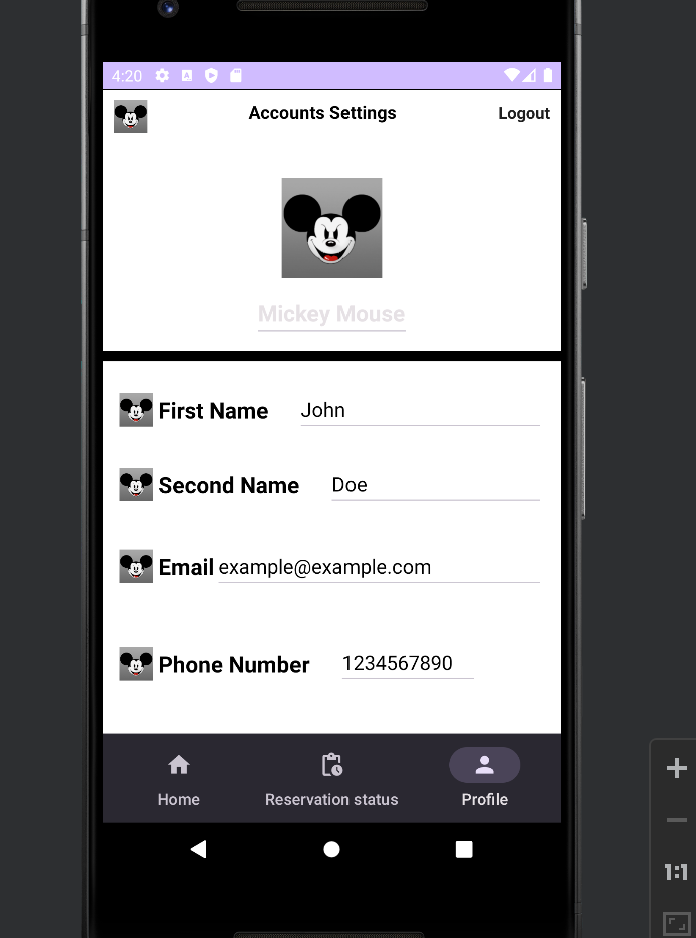 4:20
Accounts Settings
Logout
Mickey Mouse
First Name
John
Second Name
Doe
Email
example@example.com
Phone Number
1234567890
Home
Reservation status
Profile
1:1